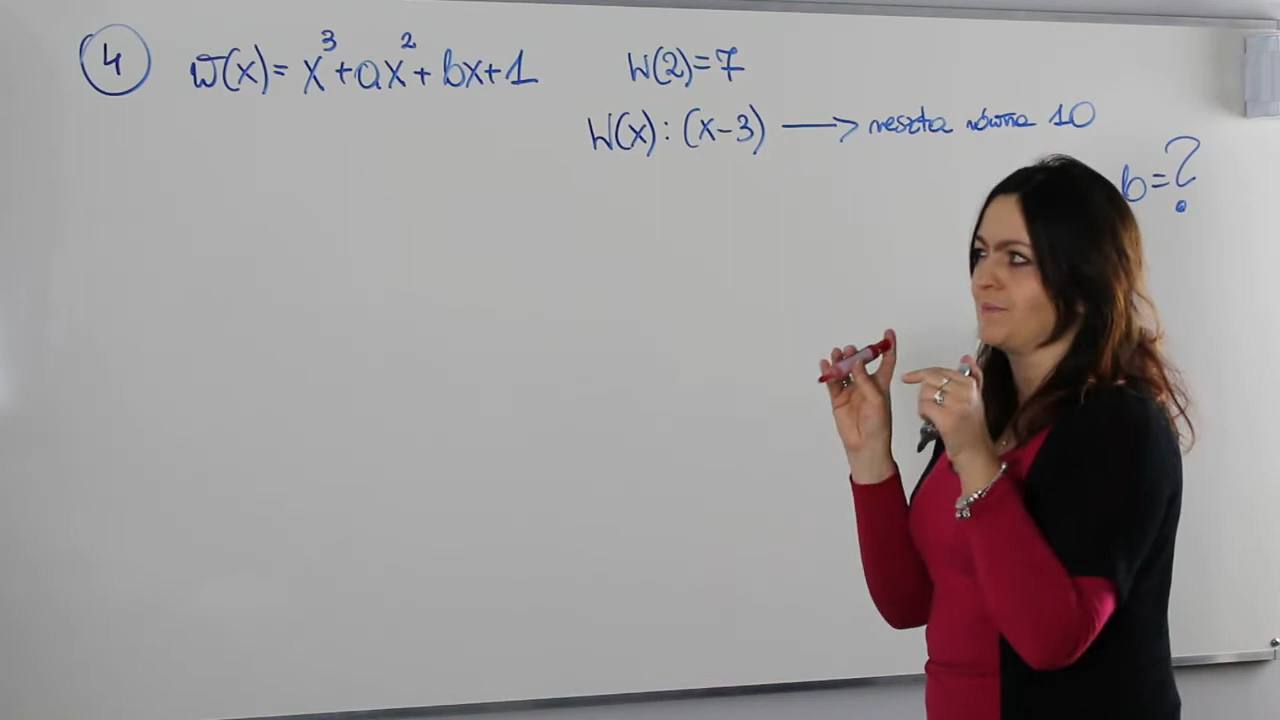 4 W(x)= x³+ax²+bx+1 W(2)=7
W(x):(x-3) ⟶ reszta równa 10
b=?